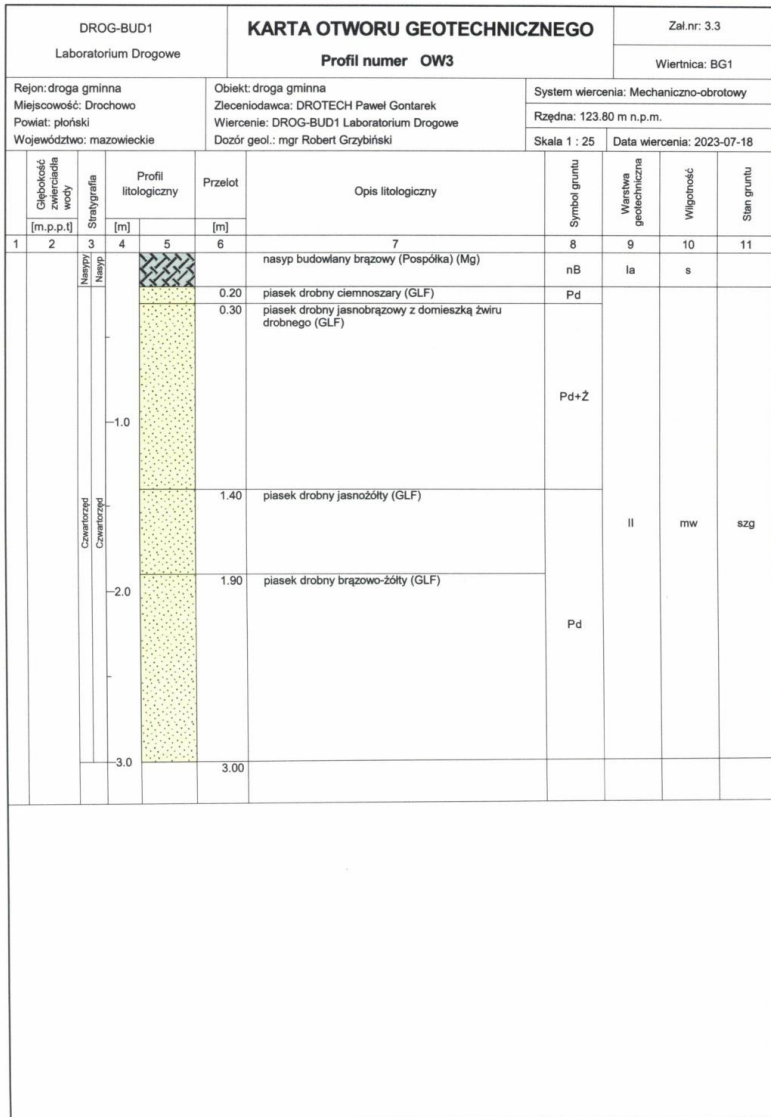 DROG-BUD1
Laboratorium Drogowe
KARTA OTWORU GEOTECHNICZNEGO
Profil numer OW3
Zał.nr: 3.3
Wiertnica: BG1
Rejon: droga gminna
Miejscowość: Drochowo
Powiat: płoński
Województwo: mazowieckie
Obiekt: droga gminna
Zleceniodawca: DROTECH Paweł Gontarek
Wiercenie: DROG-BUD1 Laboratorium Drogowe
Dozór geol.: mgr Robert Grzybiński
System wiercenia: Mechaniczno-obrotowy
Rzędna: 123.80 m n.p.m.
Skala 1 : 25
Data wiercenia: 2023-07-18
Głębokość
zwierciadła
wody
[m.p.p.t]
Stratygrafia
Profil
litologiczny
[m]
Przelot
[m]
Opis litologiczny
Symbol gruntu
Warstwa
geotechniczna
Wilgotność
Stan gruntu
1 2 3 4 5 6 7 8 9 10 11
Nasypy
Nasyp
nasyp budowlany brązowy (Pospółka) (Mg)
nB
Ia
s
0.20 piasek drobny ciemnoszary (GLF)
Pd
0.30 piasek drobny jasnobrązowy z domieszką żwiru
drobnego (GLF)
Pd+Ż
-1.0
1.40 piasek drobny jasnożółty (GLF)
Czwartorzęd
Czwartorzęd
II
mw
szg
1.90 piasek drobny brązowo-żółty (GLF)
-2.0
Pd
-3.0
3.00